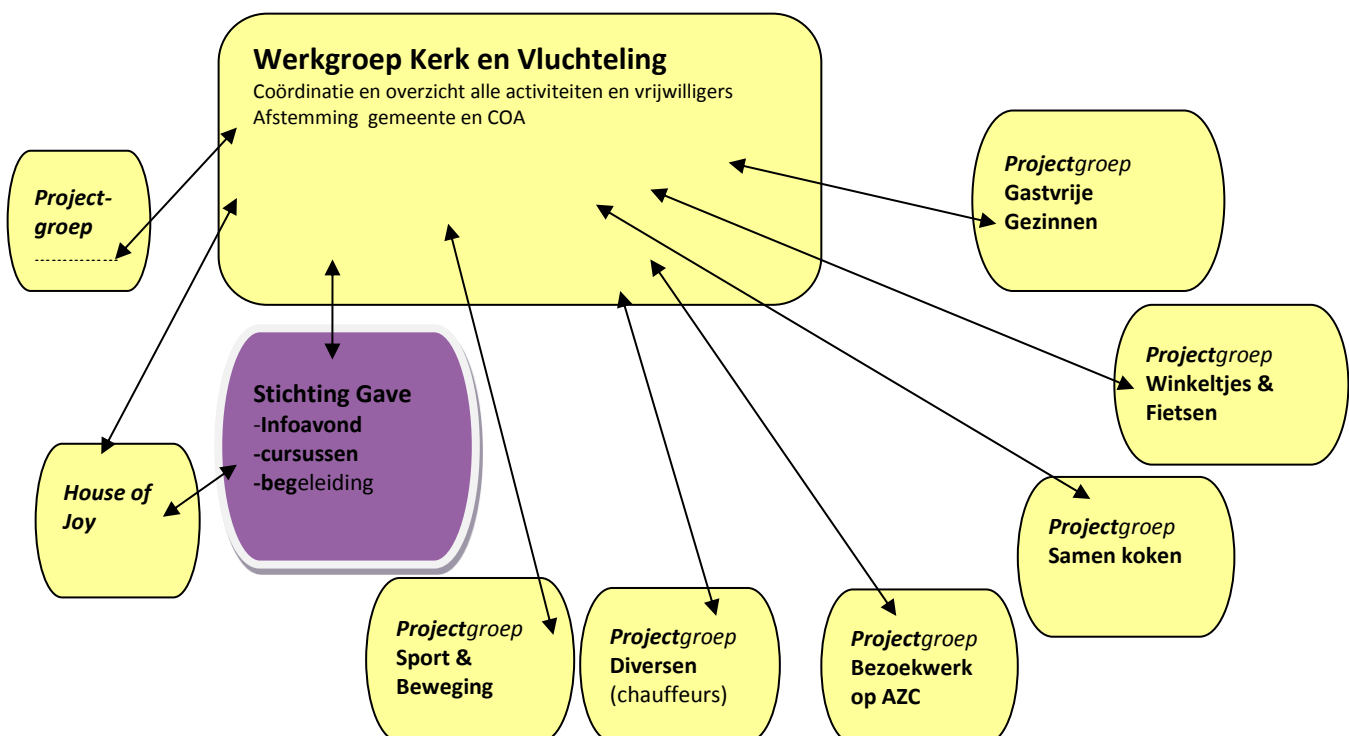 Werkgroep Kerk en Vluchteling
Coördinatie en overzicht alle activiteiten en vrijwilligers
Afstemming gemeente en COA
Project-
groep
...................
Projectgroep
Gastvrije
Gezinnen
Projectgroep
Winkeltjes &
Fietsen
Stichting Gave
-Infoavond
-cursussen
-begeleiding
House of
Joy
Projectgroep
Samen koken
Projectgroep
Sport &
Beweging
Projectgroep
Diversen
(chauffeurs)
Projectgroep
Bezoekwerk
op AZC